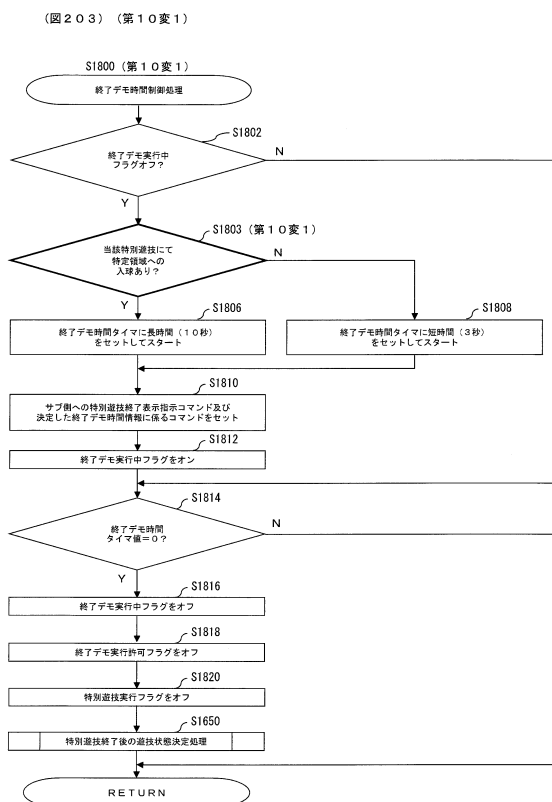 (図203) (第10変1)
S1800 (第10変1)
終了デモ時間制御処理
S1802
終了デモ実行中
フラグオフ?
N
Y
S1803 (第10変1)
当該特別遊技にて
特定領域への
入球あり?
N
Y
S1806
終了デモ時間タイマに長時間 (10秒)
をセットしてスタート
S1808
終了デモ時間タイマに短時間 (3秒)
をセットしてスタート
S1810
サブ側への特別遊技終了表示指示コマンド及び
決定した終了デモ時間情報に係るコマンドをセット
S1812
終了デモ実行中フラグをオン
S1814
終了デモ時間
タイマ値=0?
N
Y
S1816
終了デモ実行中フラグをオフ
S1818
終了デモ実行許可フラグをオフ
S1820
特別遊技実行フラグをオフ
S1650
特別遊技終了後の遊技状態決定処理
RETURN